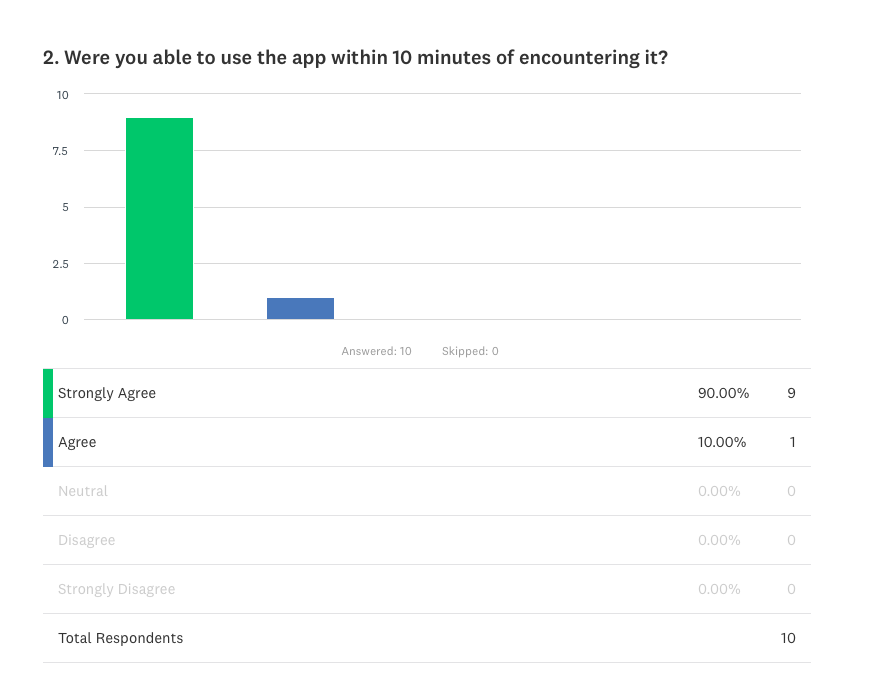 2. Were you able to use the app within 10 minutes of encountering it?
10
7.5
5
2.5
0
Answered: 10 Skipped: 0
Strongly Agree 90.00% 9
Agree 10.00% 1
Neutral 0.00% 0
Disagree 0.00% 0
Strongly Disagree 0.00% 0
Total Respondents 10